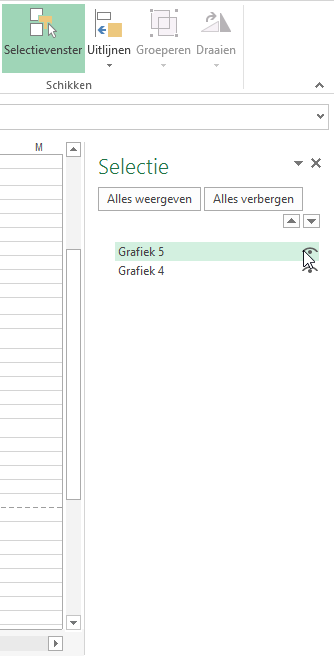 Selectievenster Uitlijnen Groeperen Draaien
Schikken
M
Selectie
Alles weergeven Alles verbergen
Grafiek 5
Grafiek 4